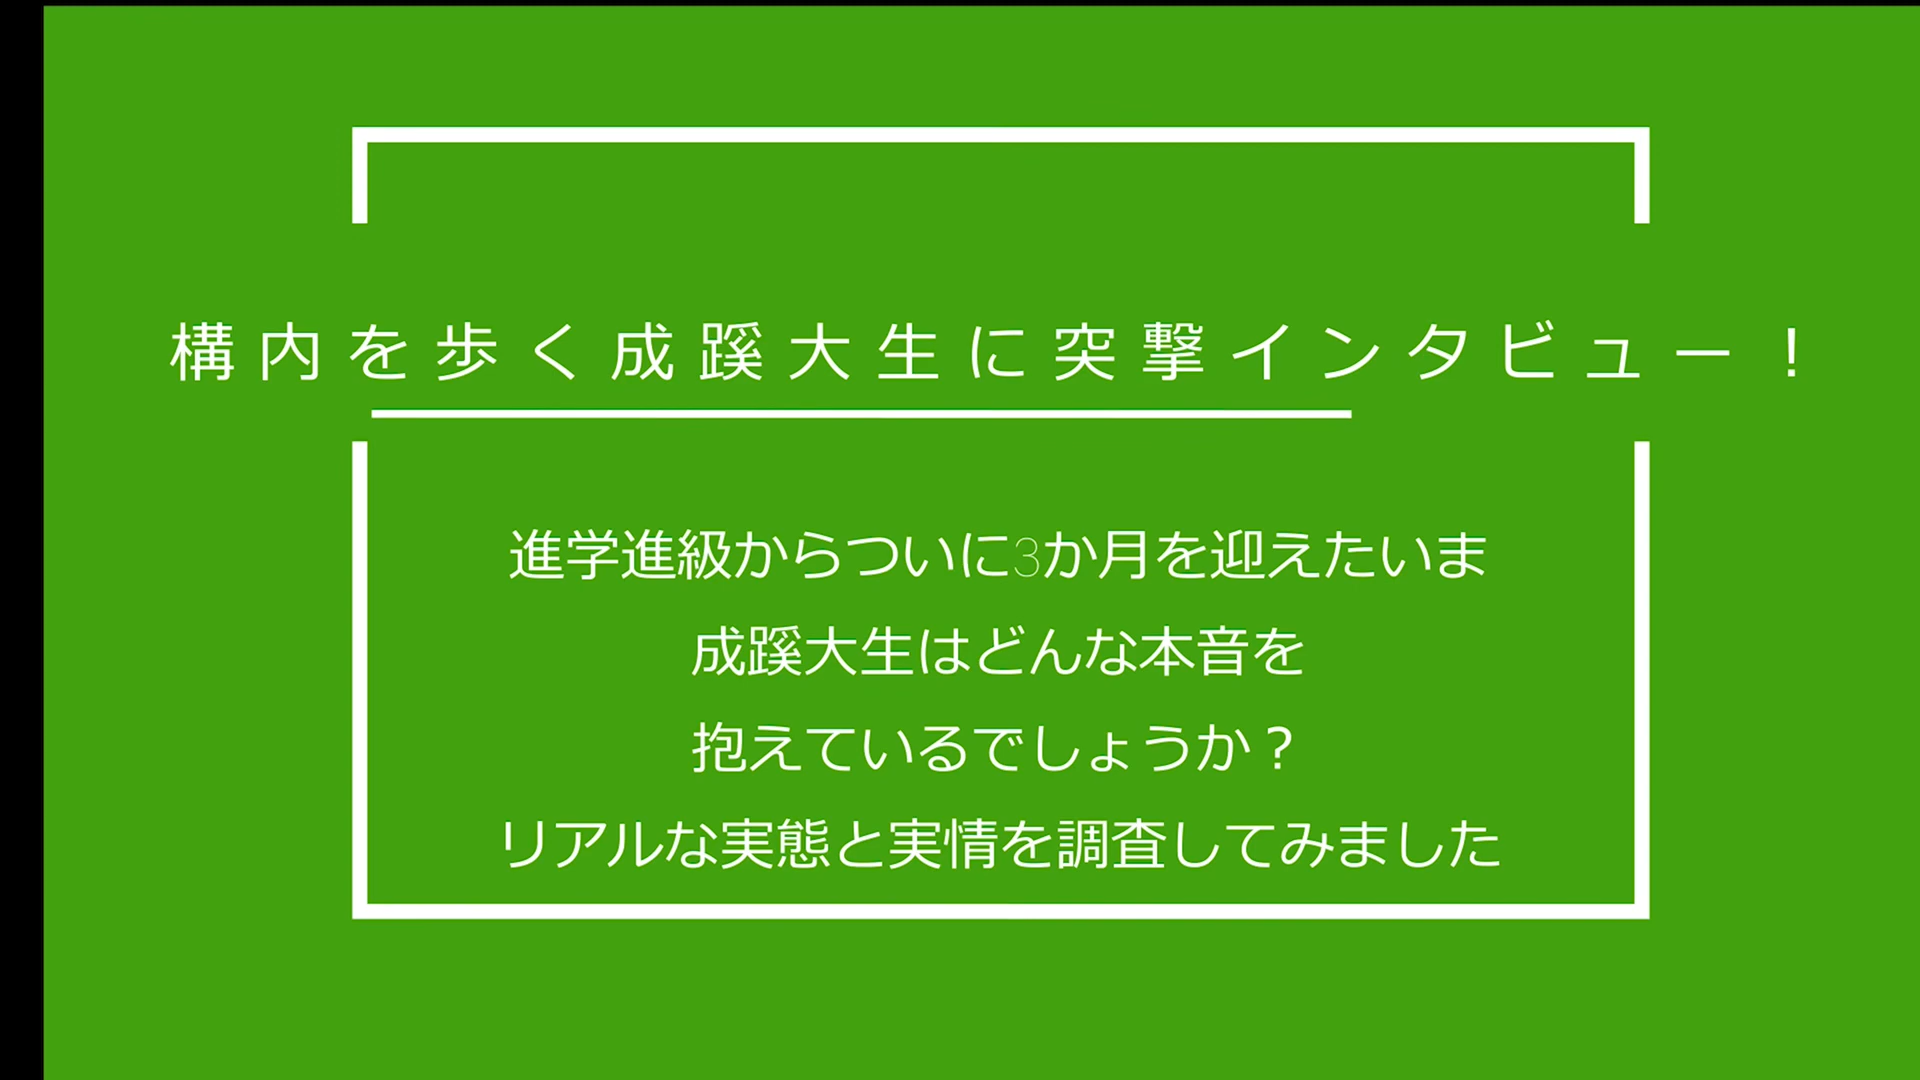 構内を歩く成蹊大生に突撃インタビュー！
進学進級からついに3か月を迎えたいま
成蹊大生はどんな本音を
抱えているでしょうか？
リアルな実態と実情を調査してみました